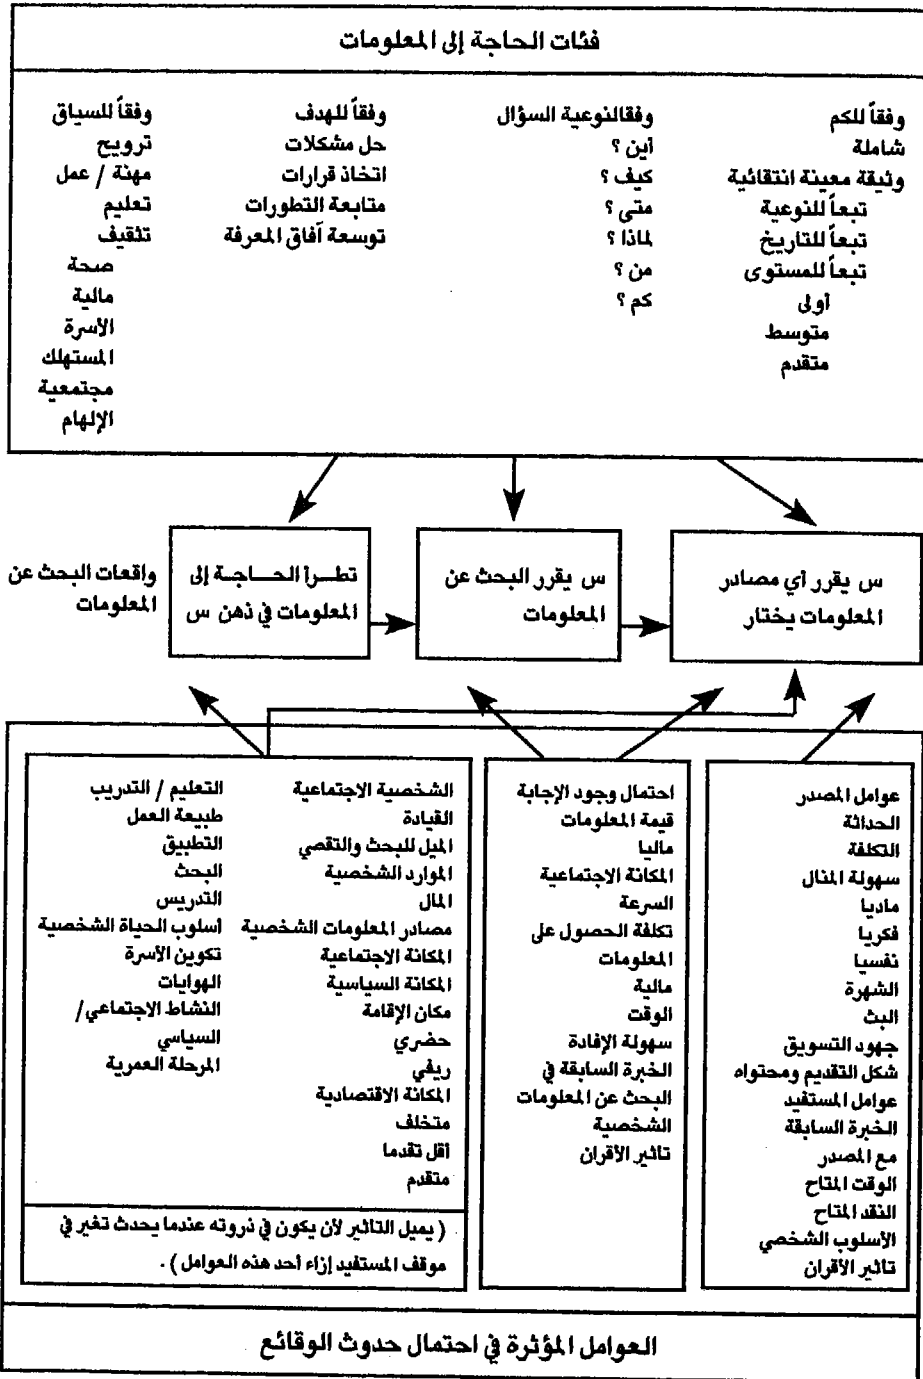 فئات الحاجة إلى المعلومات
وفقاً للكم
شاملة
وثيقة معينة انتقائية
تبعاً للنوعية
تبعاً للتاريخ
تبعاً للمستوى
أولى
متوسط
متقدم
وفقالنوعية السؤال
أين ؟
كيف ؟
متى ؟
لماذا ؟
من ؟
كم ؟
وفقاً للهدف
حل مشكلات
اتخاذ قرارات
متابعة التطورات
توسعة آفاق المعرفة
وفقاً للسياق
ترويح
مهنة / عمل
تعليم
تثقيف
صحة
مالية
الأسرة
المستهلك
مجتمعية
الإلهام
س يقرر أي مصادر
المعلومات يختار
س يقرر البحث عن
المعلومات
تطرأ الحاجة إلى
المعلومات في ذهن س
واقعات البحث عن
المعلومات
عوامل المصدر
الحداثة
التكلفة
سهولة المنال
ماديا
فكريا
نفسيا
الشهرة
البث
جهود التسويق
شكل التقديم ومحتواه
عوامل المستفيد
الخبرة السابقة
مع المصدر
الوقت المتاح
النقد المتاح
الأسلوب الشخصي
تاثير الأقران
احتمال وجود الإجابة
قيمة المعلومات
ماليا
المكانة الاجتماعية
السرعة
تكلفة الحصول على
المعلومات
مالية
الوقت
سهولة الإفادة
الخبرة السابقة في
البحث عن المعلومات
الشخصية
تاثير الأقران
الشخصية الاجتماعية
القيادة
الميل للبحث والتقصي
الموارد الشخصية
المال
مصادر المعلومات الشخصية
المكانة الاجتماعية
المكانة السياسية
مكان الإقامة
حضري
ريفي
المكانة الاقتصادية
متخلف
أقل تقدما
متقدم
التعليم / التدريب
طبيعة العمل
التطبيق
البحث
التدريس
أسلوب الحياة الشخصية
تكوين الأسرة
الهوايات
النشاط الاجتماعي/
السياسي
المرحلة العمرية
( يميل التاثير لأن يكون في ذروته عندما يحدث تغير في
موقف المستفيد إزاء أحد هذه العوامل ) .
العوامل المؤثرة في احتمال حدوث الوقائع